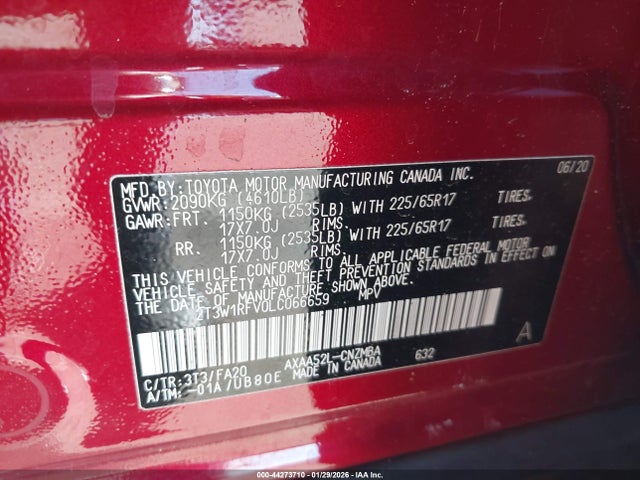 MFD.BY:TOYOTA MOTOR MANUFACTURING CANADA INC. 06/20
GVWR:2090KG (4610LB)
GAWR:FRT. 1150KG (2535LB) WITH 225/65R17 TIRES.
17X7.0J RIMS.
RR. 1150KG (2535LB) WITH 225/65R17 TIRES.
17X7.0J RIMS.
THIS VEHICLE CONFORMS TO ALL APPLICABLE FEDERAL MOTOR
VEHICLE SAFETY AND THEFT PREVENTION STANDARDS IN EFFECT ON
THE DATE OF MANUFACTURE SHOWN ABOVE.
2T3W1RFV0LC066659 MPV
A
C/TR:3T3/FA20 AXAA52L-CNZMBA 632
A/TM:-01A/UB80E MADE IN CANADA
000 - 44273710 - 01/29/2026 - IAA Inc.